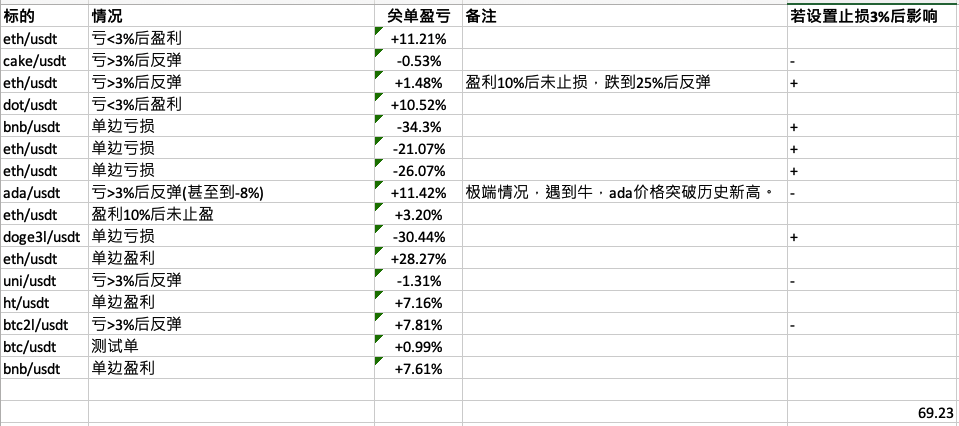 标的 情况 关单盈亏 备注 若设置止损3%后影响
eth/usdt 亏<3%后盈利 +11.21%
cake/usdt 亏>3%后反弹 -0.53% -
eth/usdt 亏>3%后反弹 +1.48% 盈利10%后未止损，跌到25%后反弹 +
dot/usdt 亏<3%后盈利 +10.52%
bnb/usdt 单边亏损 -34.3% +
eth/usdt 单边亏损 -21.07% +
eth/usdt 单边亏损 -26.07% +
ada/usdt 亏>3%后反弹(甚至到-8%) +11.42% 极端情况，遇到牛，ada价格突破历史新高。 -
eth/usdt 盈利10%后未止盈 +3.20%
doge3l/usdt 单边亏损 -30.44% +
eth/usdt 单边盈利 +28.27%
uni/usdt 亏>3%后反弹 -1.31% -
ht/usdt 单边盈利 +7.16%
btc2l/usdt 亏>3%后反弹 +7.81% -
btc/usdt 测试单 +0.99%
bnb/usdt 单边盈利 +7.61%
69.23